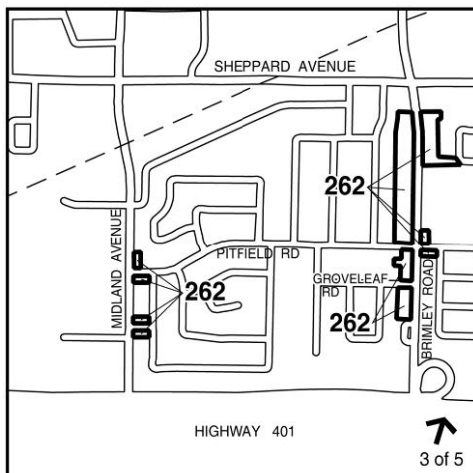 SHEPPARD AVENUE
262
MIDLAND AVENUE
PITFIELD RD
GROVELEAF
RD
262
262
BRIMLEY ROAD
HIGHWAY 401
3 of 5